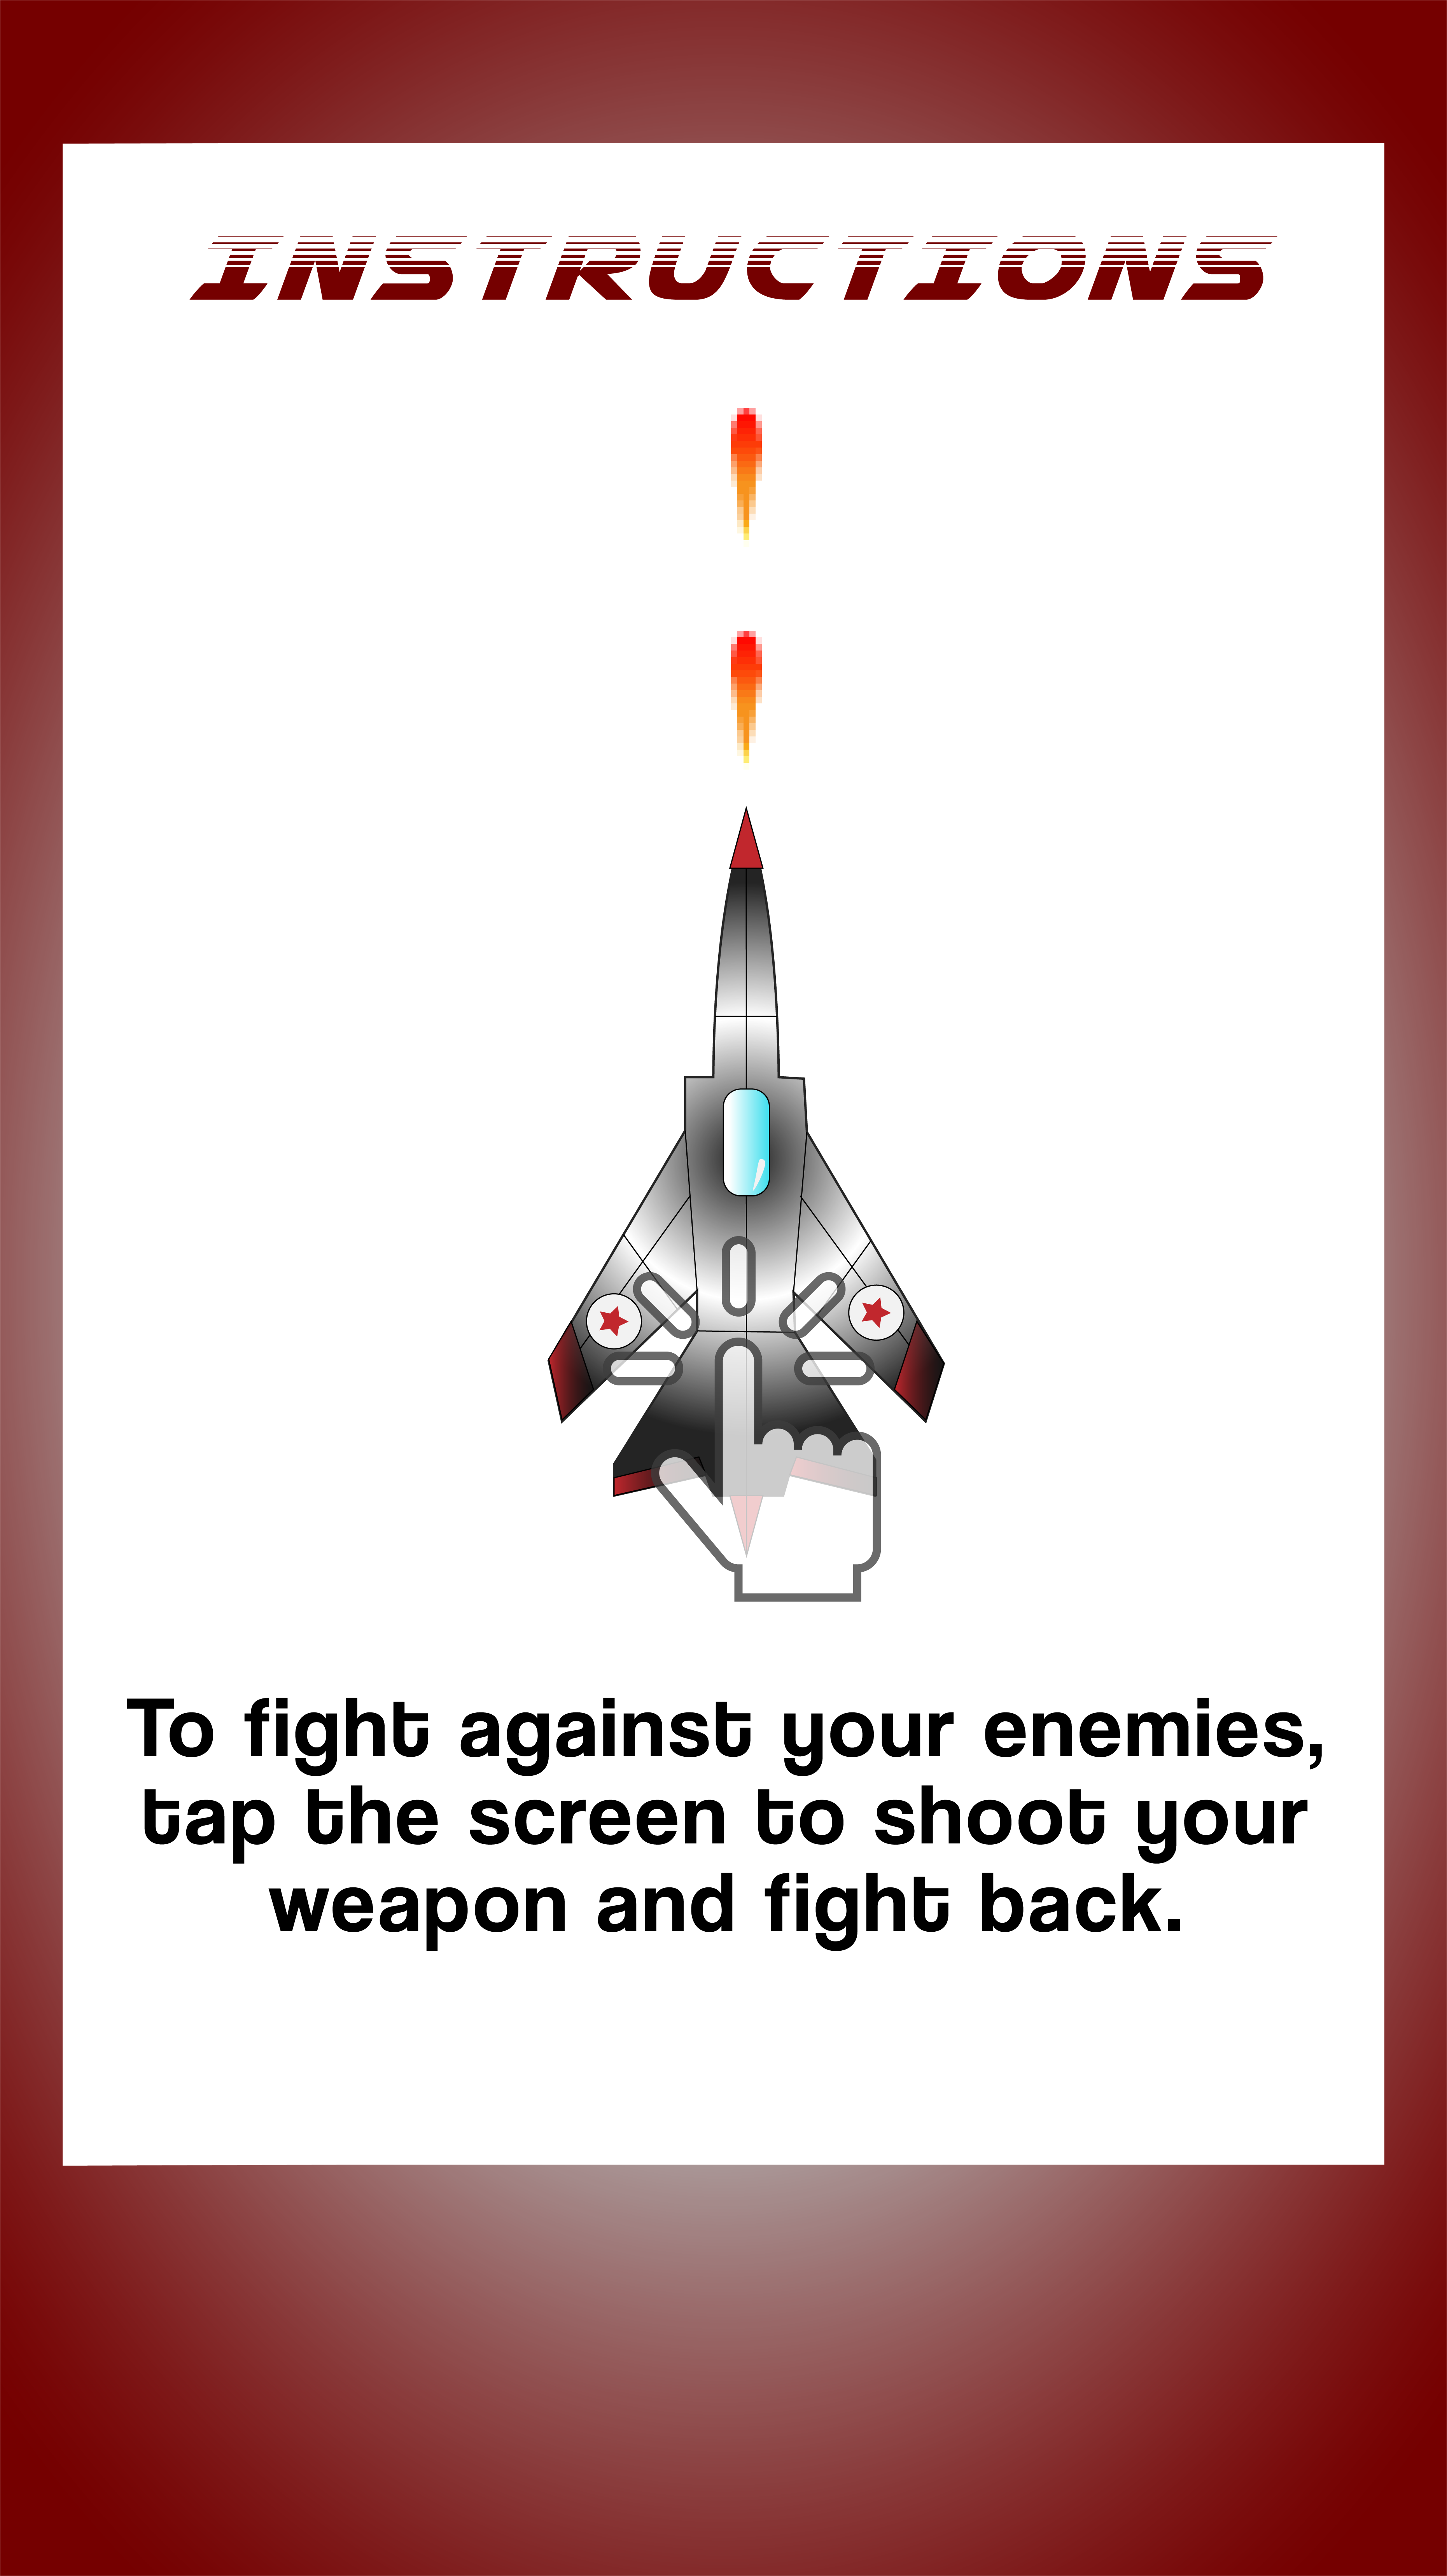 INSTRUCTIONS
To fight against your enemies,
tap the screen to shoot your
weapon and fight back.